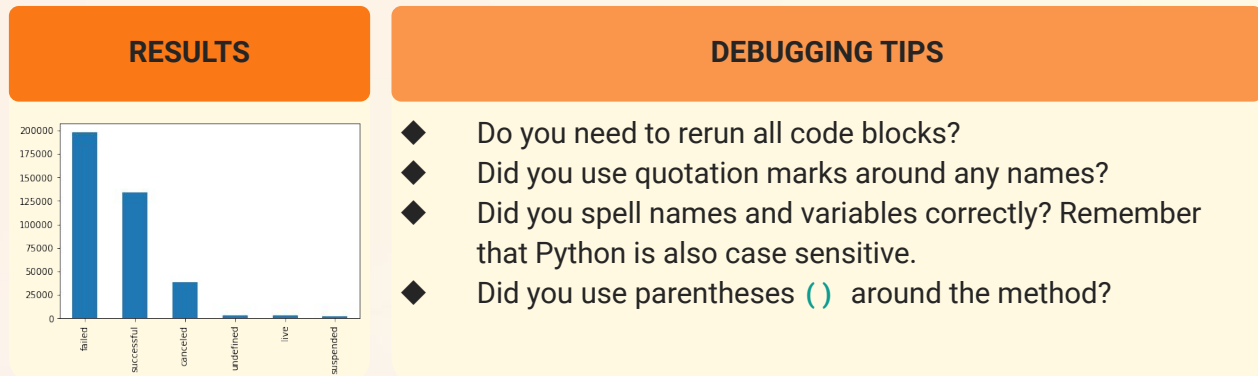 RESULTS
200000
175000
150000
125000
100000
75000
50000
25000
0
failed
successful
canceled
undefined
live
suspended
DEBUGGING TIPS
◆ Do you need to rerun all code blocks?
◆ Did you use quotation marks around any names?
◆ Did you spell names and variables correctly? Remember
that Python is also case sensitive.
◆ Did you use parentheses () around the method?